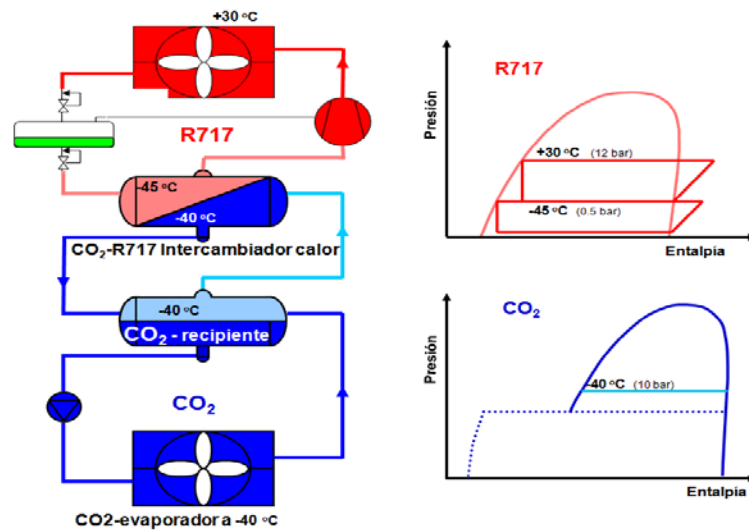 +30 ºC
R717
-45 ºC
-40 ºC
CO2-R717 Intercambiador calor
-40 ºC
CO2 - recipiente
CO2
CO2-evaporador a -40 ºC
Presión
R717
+30 ºC (12 bar)
-45 ºC (0.5 bar)
Entalpia
Presión
CO2
-40 ºC (10 bar)
Entalpia